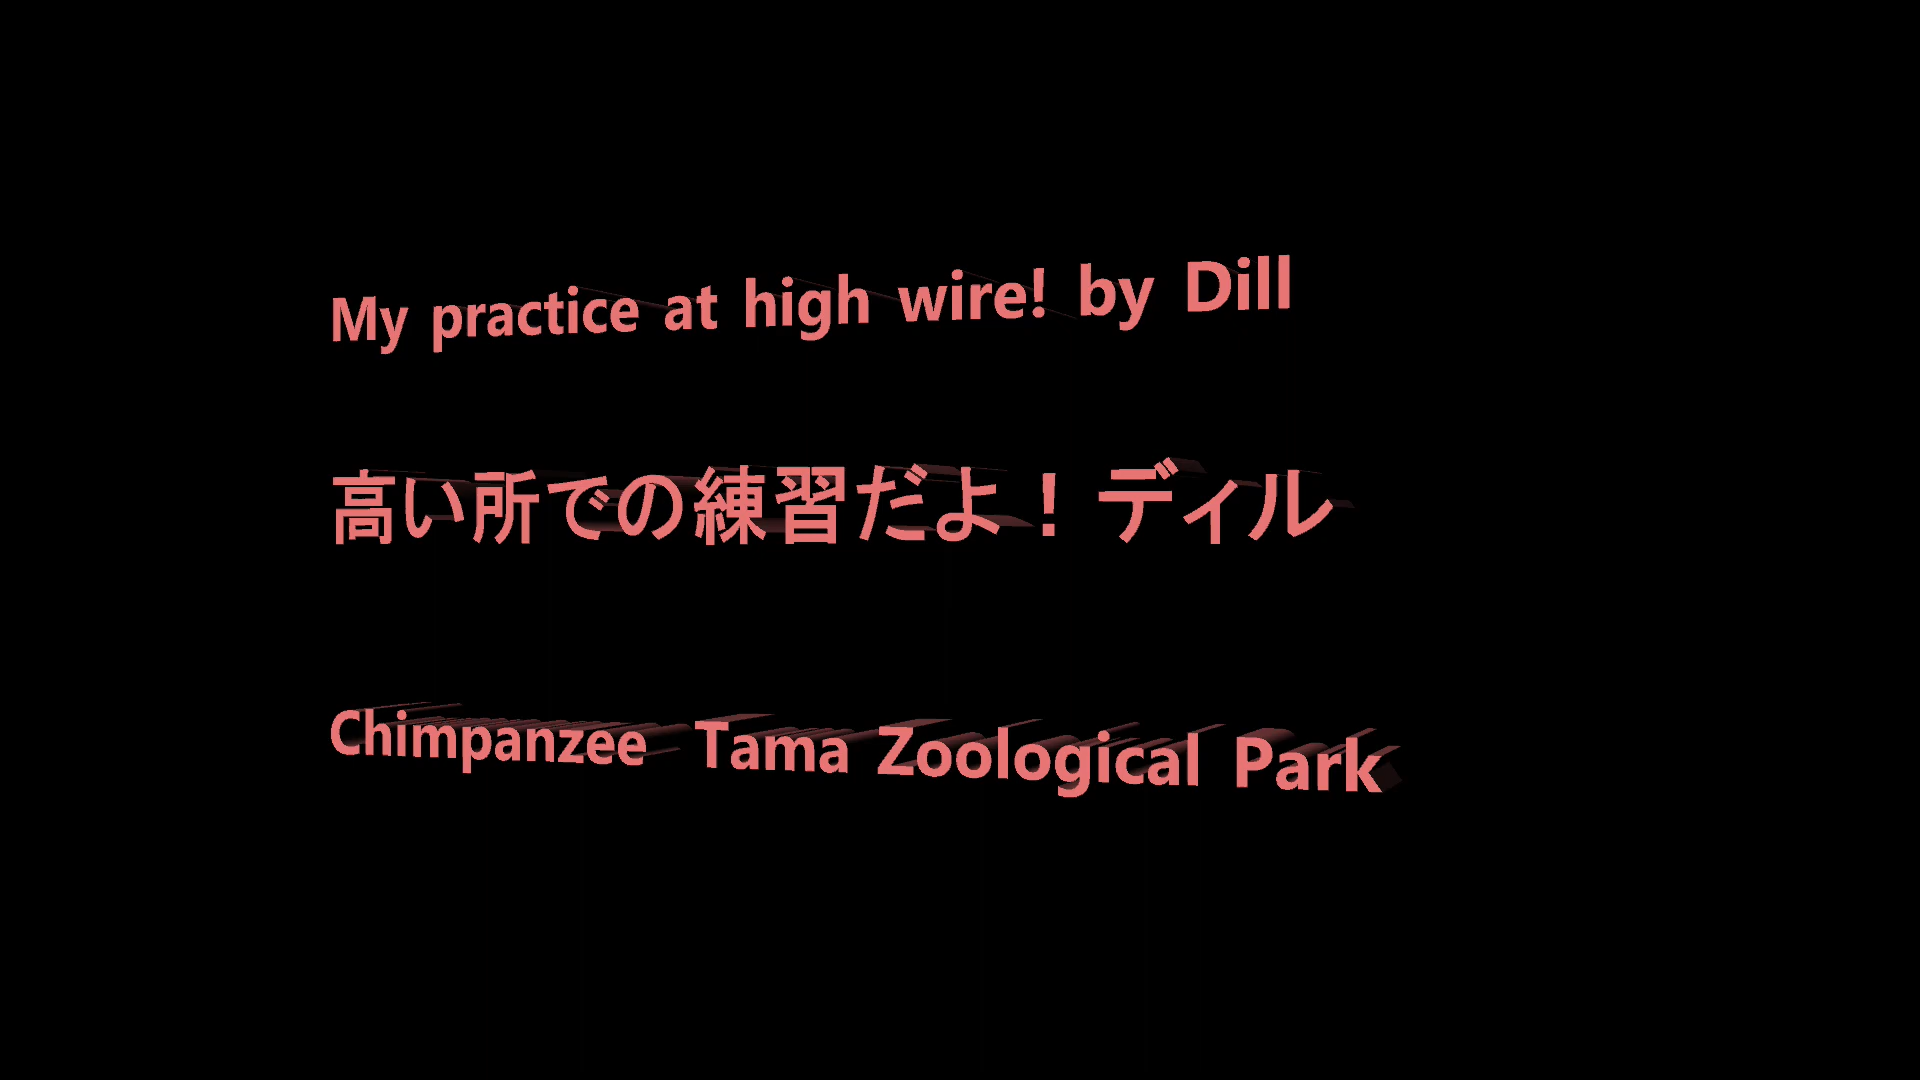 My practice at high wire! by Dill
高い所での練習だよ！ディル
Chimpanzee Tama Zoological Park